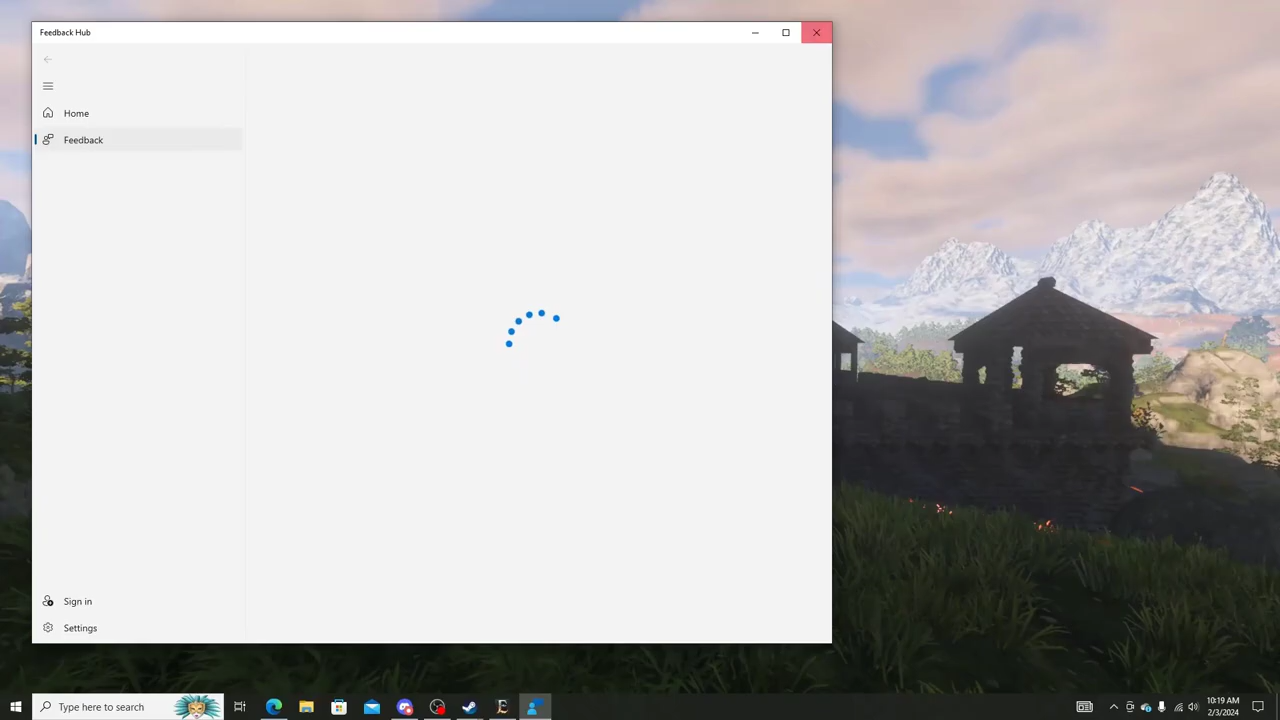 Feedback Hub
Home
Feedback
Sign in
Settings
Type here to search
10:19 AM
2/3/2024